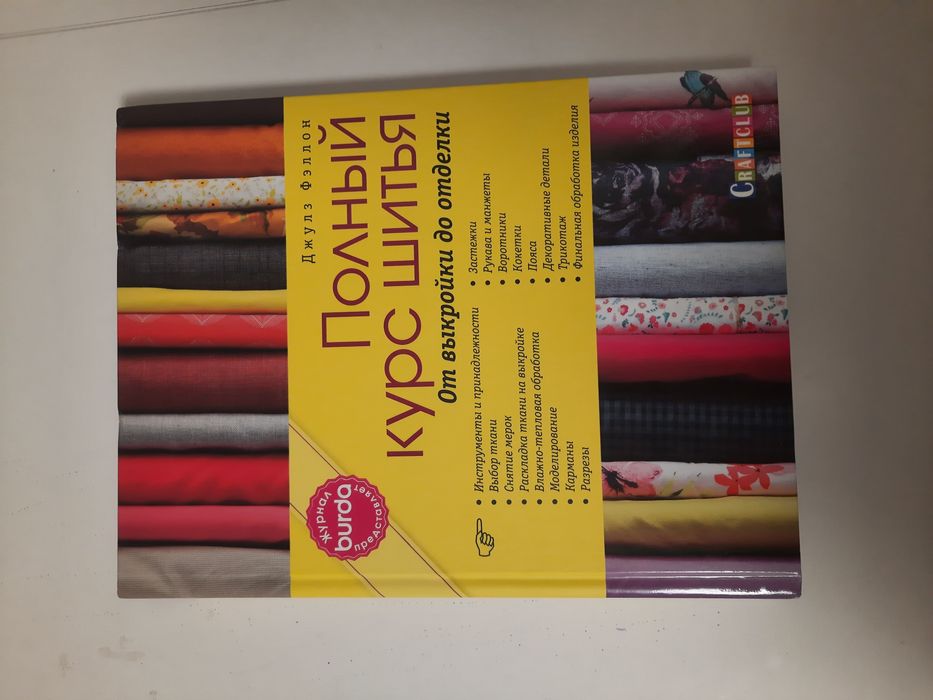 Джулз Фэллон
Полный
курс шитья
От выкройки до отделки
Журнал
burda
представляет
• Инструменты и принадлежности
• Выбор ткани
• Снятие мерок
• Раскладка ткани на выкройке
• Влажно-тепловая обработка
• Моделирование
• Карманы
• Разрезы
• Застежки
• Рукава и манжеты
• Воротники
• Кокетки
• Пояса
• Декоративные детали
• Трикотаж
• Финальная обработка изделия
CRAFTCLUB